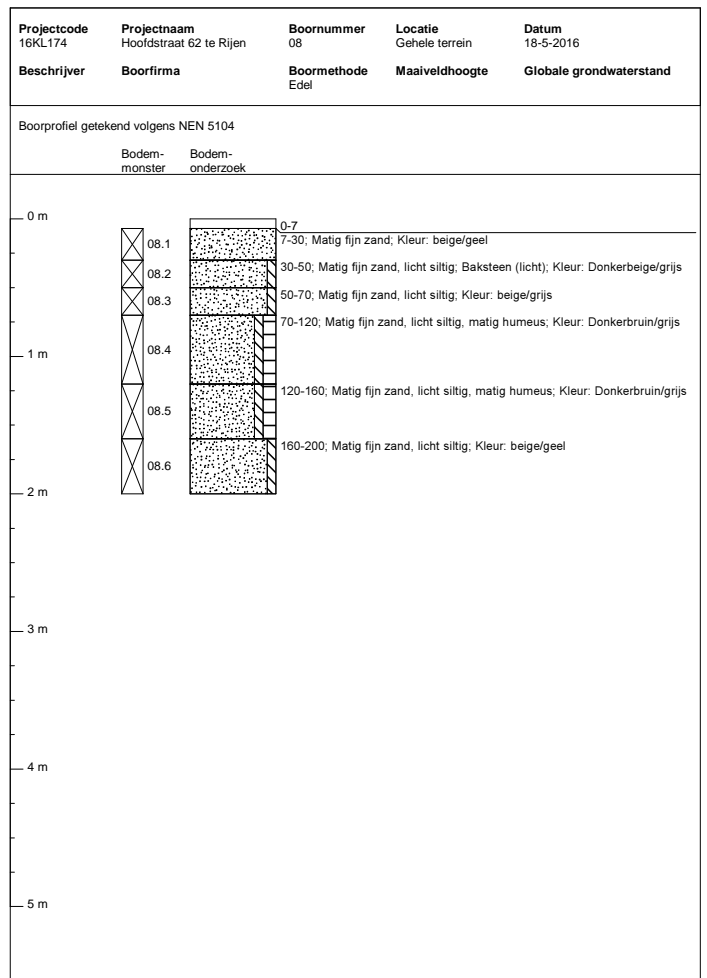 Projectcode Projectnaam Boornummer Locatie Datum
16KL174 Hoofdstraat 62 te Rijen 08 Gehele terrein 18-5-2016
Beschrijver Boorfirma Boormethode Maaiveldhoogte Globale grondwaterstand
Edel
Boorprofiel getekend volgens NEN 5104
Bodem- Bodem-
monster onderzoek
0 m
0-7
08.1 7-30; Matig fijn zand; Kleur: beige/geel
08.2 30-50; Matig fijn zand, licht siltig; Baksteen (licht); Kleur: Donkerbeige/grijs
08.3 50-70; Matig fijn zand, licht siltig; Kleur: beige/grijs
70-120; Matig fijn zand, licht siltig, matig humeus; Kleur: Donkerbruin/grijs
1 m 08.4
120-160; Matig fijn zand, licht siltig, matig humeus; Kleur: Donkerbruin/grijs
08.5
160-200; Matig fijn zand, licht siltig; Kleur: beige/geel
08.6
2 m
3 m
4 m
5 m